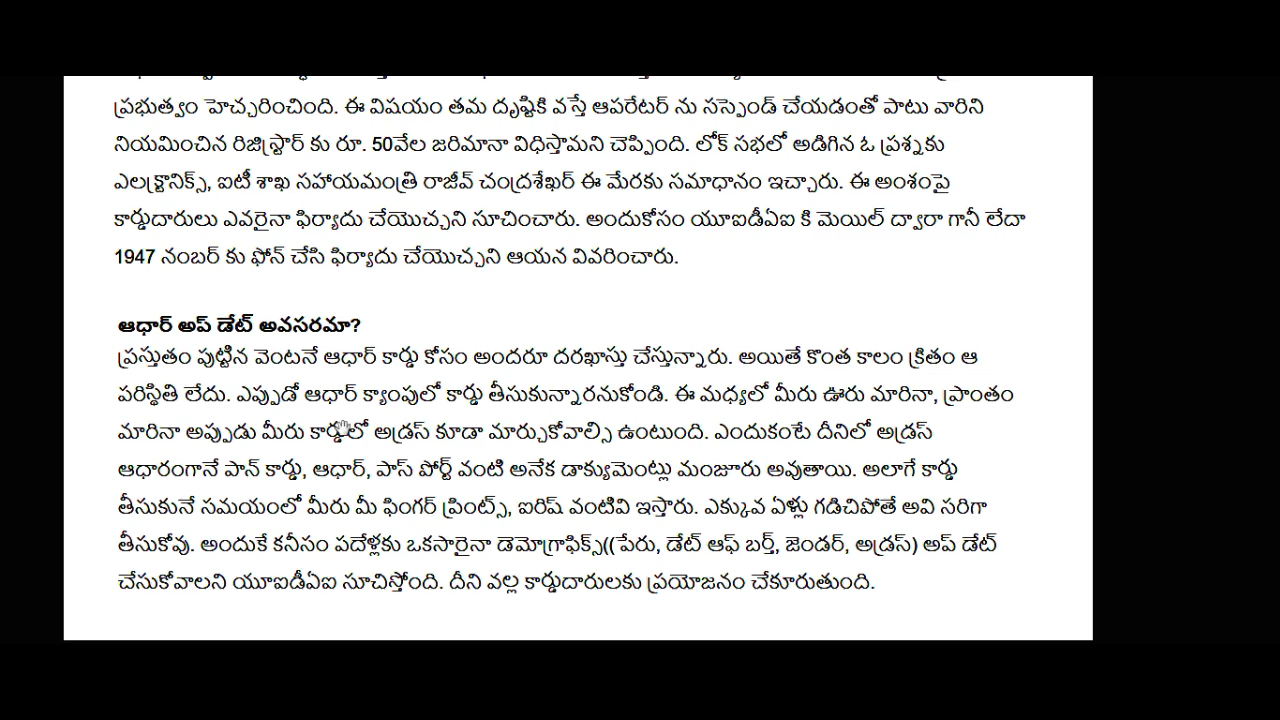 ప్రభుత్వం హెచ్చరించింది. ఈ విషయం తమ దృష్టికి వస్తే ఆపరేటర్ ను సస్పెండ్ చేయడంతో పాటు వారిని
నియమించిన రిజిస్ట్రార్ కు రూ. 50వేల జరిమానా విధిస్తామని చెప్పింది. లోక్ సభలో అడిగిన ఓ ప్రశ్నకు
ఎలక్ట్రానిక్స్, ఐటీ శాఖ సహాయమంత్రి రాజీవ్ చంద్రశేఖర్ ఈ మేరకు సమాధానం ఇచ్చారు. ఈ అంశంపై
కార్డుదారులు ఎవరైనా ఫిర్యాదు చేయొచ్చని సూచించారు. అందుకోసం యూఐడీఏఐ కి మెయిల్ ద్వారా గానీ లేదా
1947 నంబర్ కు ఫోన్ చేసి ఫిర్యాదు చేయొచ్చని ఆయన వివరించారు.
ఆధార్ అప్ డేట్ అవసరమా?
ప్రస్తుతం పుట్టిన వెంటనే ఆధార్ కార్డు కోసం అందరూ దరఖాస్తు చేస్తున్నారు. అయితే కొంత కాలం క్రితం ఆ
పరిస్థితి లేదు. ఎప్పుడో ఆధార్ క్యాంపులో కార్డు తీసుకున్నారనుకోండి. ఈ మధ్యలో మీరు ఊరు మారినా, ప్రాంతం
మారినా అప్పుడు మీరు కార్డులో అడ్రస్ కూడా మార్చుకోవాల్సి ఉంటుంది. ఎందుకంటే దీనిలో అడ్రస్
ఆధారంగానే పాన్ కార్డు, ఆధార్, పాస్ పోర్ట్ వంటి అనేక డాక్యుమెంట్లు మంజూరు అవుతాయి. అలాగే కార్డు
తీసుకునే సమయంలో మీరు మీ ఫింగర్ ప్రింట్స్, ఐరిష్ వంటివి ఇస్తారు. ఎక్కువ ఏళ్లు గడిచిపోతే అవి సరిగా
తీసుకోవు. అందుకే కనీసం పదేళ్లకు ఒకసారైనా డెమోగ్రాఫిక్స్((పేరు, డేట్ ఆఫ్ బర్త్, జెండర్, అడ్రస్) అప్ డేట్
చేసుకోవాలని యూఐడీఏఐ సూచిస్తోంది. దీని వల్ల కార్డుదారులకు ప్రయోజనం చేకూరుతుంది.